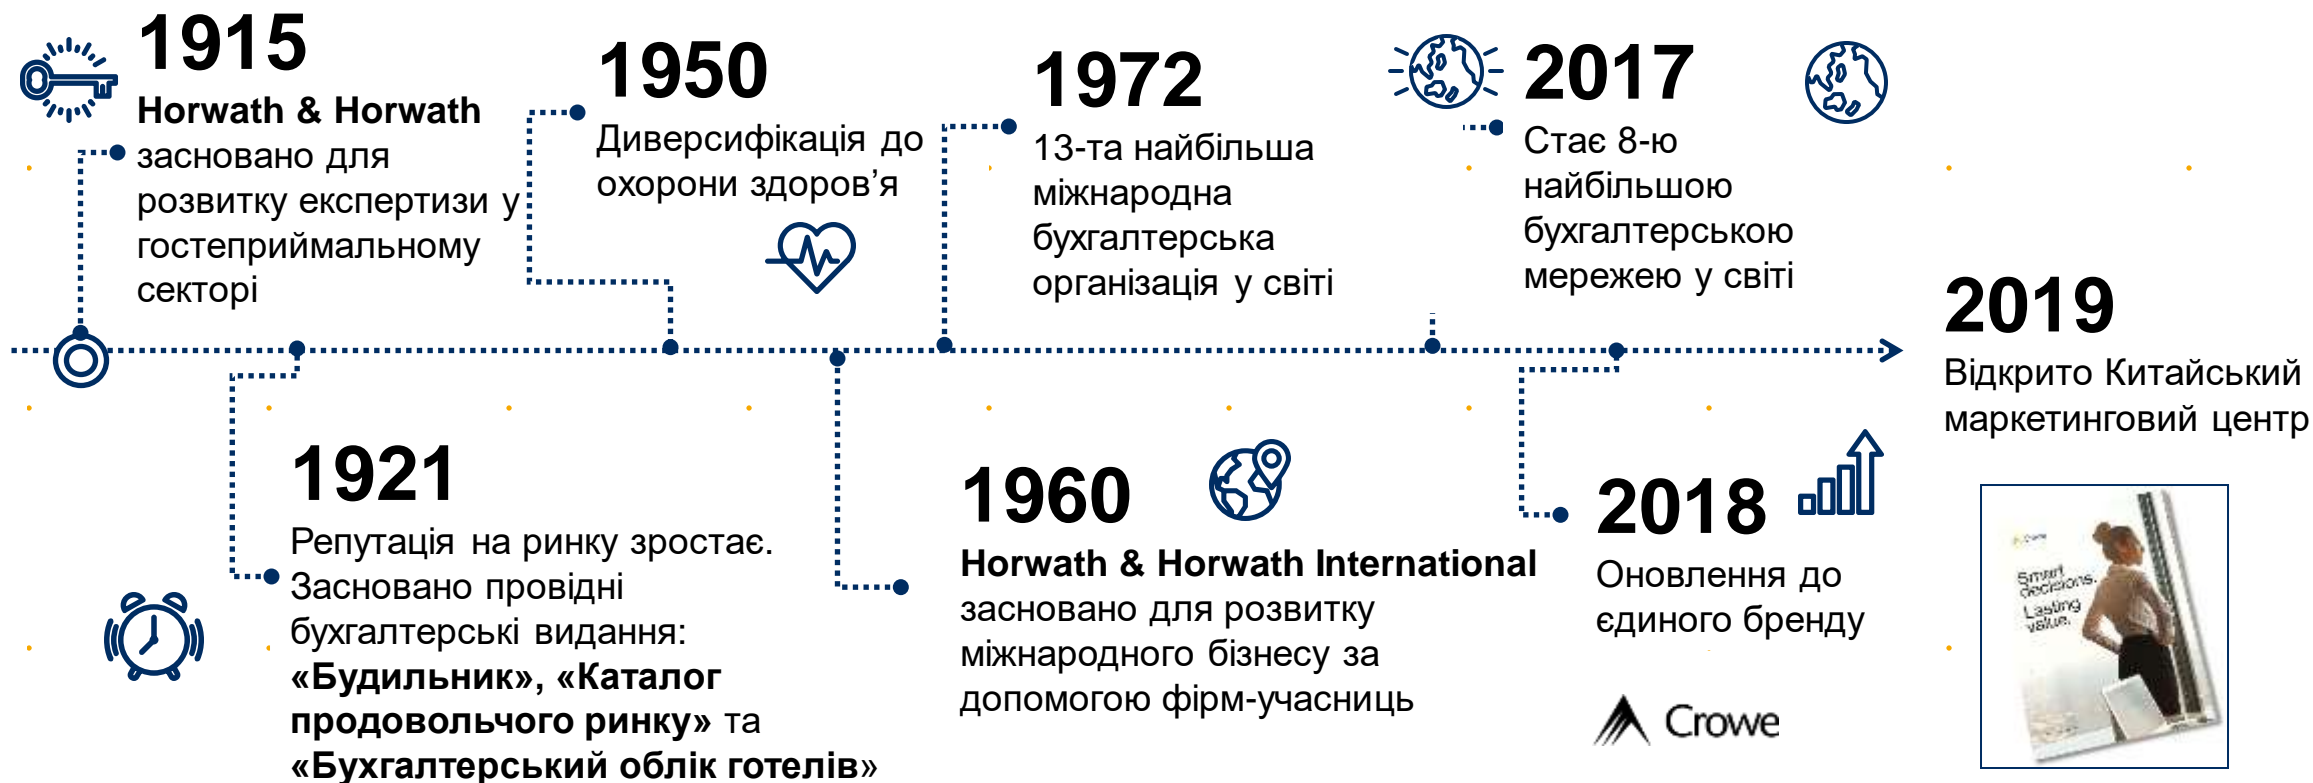 1915
Horwath & Horwath
засновано для
розвитку експертизи у
гостеприймальному
секторі
1950
Диверсифікація до
охорони здоров’я
1972
13-та найбільша
міжнародна
бухгалтерська
організація у світі
2017
Стає 8-ю
найбільшою
бухгалтерською
мережею у світі
2019
Відкрито Китайський
маркетинговий центр
1921
Репутація на ринку зростає.
Засновано провідні
бухгалтерські видання:
«Будильник», «Каталог
продовольчого ринку» та
«Бухгалтерський облік готелів»
1960
Horwath & Horwath International
засновано для розвитку
міжнародного бізнесу за
допомогою фірм-учасниць
2018
Оновлення до
єдиного бренду
Crowe
Crowe
Smart
decisions.
Lasting
value.